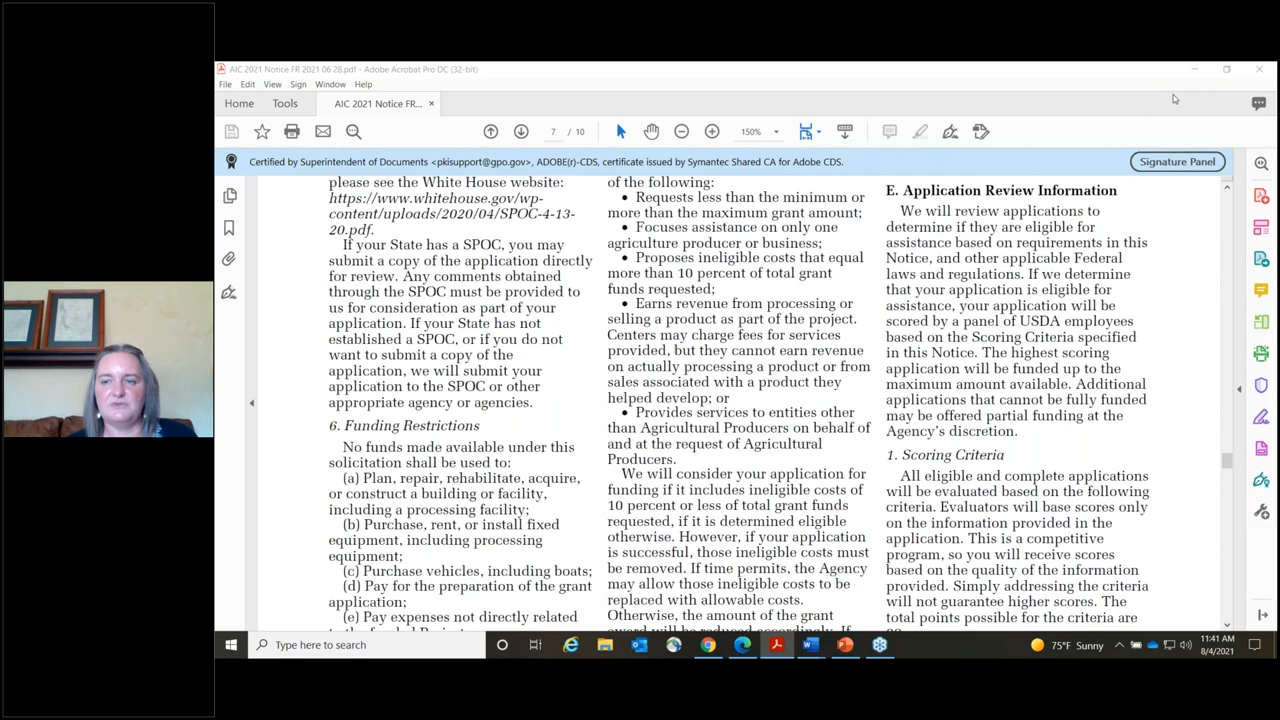 AIC 2021 Notice FR 2021 06 28.pdf - Adobe Acrobat Pro DC (32-bit)
File Edit View Sign Window Help
Home Tools AIC 2021 Notice FR... ×
7 / 10 150%
Certified by Superintendent of Documents <pkisupport@gpo.gov>, ADOBE(r)-CDS, certificate issued by Symantec Shared CA for Adobe CDS.
Signature Panel
please see the White House website:
https://www.whitehouse.gov/wp-
content/uploads/2020/04/SPOC-4-13-
20.pdf.
If your State has a SPOC, you may
submit a copy of the application directly
for review. Any comments obtained
through the SPOC must be provided to
us for consideration as part of your
application. If your State has not
established a SPOC, or if you do not
want to submit a copy of the
application, we will submit your
application to the SPOC or other
appropriate agency or agencies.
6. Funding Restrictions
No funds made available under this
solicitation shall be used to:
(a) Plan, repair, rehabilitate, acquire,
or construct a building or facility,
including a processing facility;
(b) Purchase, rent, or install fixed
equipment, including processing
equipment;
(c) Purchase vehicles, including boats;
(d) Pay for the preparation of the grant
application;
(e) Pay expenses not directly related
of the following:
• Requests less than the minimum or
more than the maximum grant amount;
• Focuses assistance on only one
agriculture producer or business;
• Proposes ineligible costs that equal
more than 10 percent of total grant
funds requested;
• Earns revenue from processing or
selling a product as part of the project.
Centers may charge fees for services
provided, but they cannot earn revenue
on actually processing a product or from
sales associated with a product they
helped develop; or
• Provides services to entities other
than Agricultural Producers on behalf of
and at the request of Agricultural
Producers.
We will consider your application for
funding if it includes ineligible costs of
10 percent or less of total grant funds
requested, if it is determined eligible
otherwise. However, if your application
is successful, those ineligible costs must
be removed. If time permits, the Agency
may allow those ineligible costs to be
replaced with allowable costs.
Otherwise, the amount of the grant
award will be reduced accordingly. If
E. Application Review Information
We will review applications to
determine if they are eligible for
assistance based on requirements in this
Notice, and other applicable Federal
laws and regulations. If we determine
that your application is eligible for
assistance, your application will be
scored by a panel of USDA employees
based on the Scoring Criteria specified
in this Notice. The highest scoring
application will be funded up to the
maximum amount available. Additional
applications that cannot be fully funded
may be offered partial funding at the
Agency's discretion.
1. Scoring Criteria
All eligible and complete applications
will be evaluated based on the following
criteria. Evaluators will base scores only
on the information provided in the
application. This is a competitive
program, so you will receive scores
based on the quality of the information
provided. Simply addressing the criteria
will not guarantee higher scores. The
total points possible for the criteria are
Type here to search
75°F Sunny
11:41 AM
8/4/2021